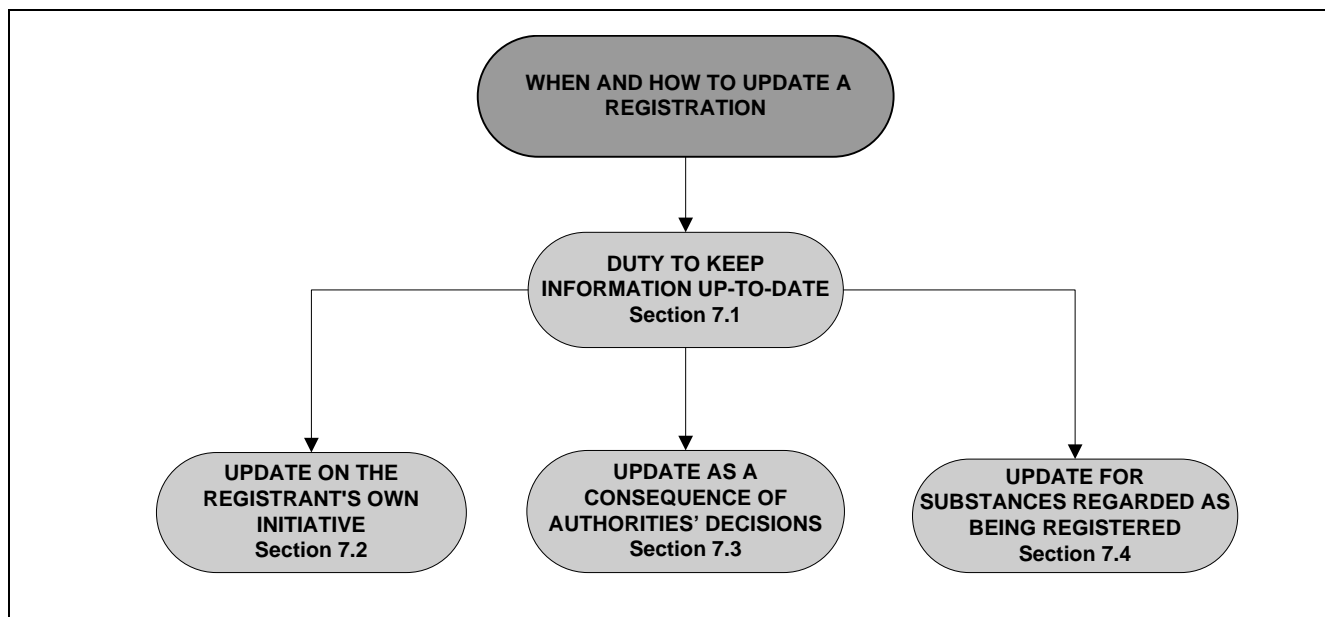 WHEN AND HOW TO UPDATE A
REGISTRATION
DUTY TO KEEP
INFORMATION UP-TO-DATE
Section 7.1
UPDATE ON THE
REGISTRANT'S OWN
INITIATIVE
Section 7.2
UPDATE AS A
CONSEQUENCE OF
AUTHORITIES’ DECISIONS
Section 7.3
UPDATE FOR
SUBSTANCES REGARDED AS
BEING REGISTERED
Section 7.4